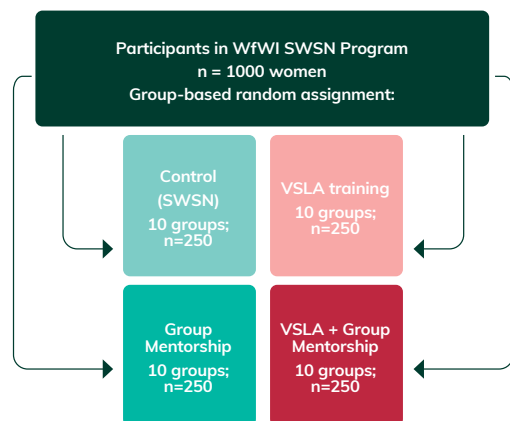 Participants in WfWI SWSN Program
n = 1000 women
Group-based random assignment:
Control
(SWSN)
10 groups;
n=250
VSLA training
10 groups;
n=250
Group
Mentorship
10 groups;
n=250
VSLA + Group
Mentorship
10 groups;
n=250